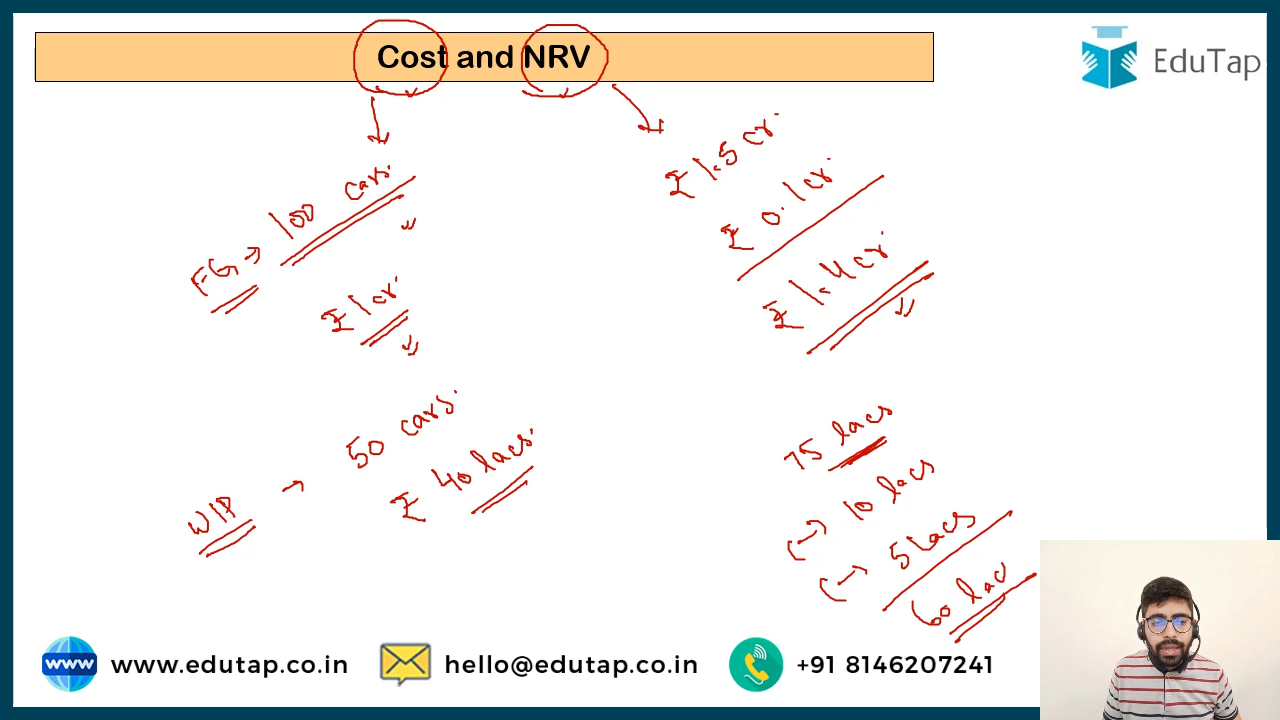 Cost and NRV
EduTap
FG → 100 cars.
₹ 1 cr.
₹ 1.5 cr.
₹ 0.1 cr.
₹ 1.4 cr.
WIP → 50 cars.
₹ 40 lacs.
75 lacs
(-) 10 lacs
(-) 5 lacs
60 lac
www
www.edutap.co.in
hello@edutap.co.in
+91 8146207241